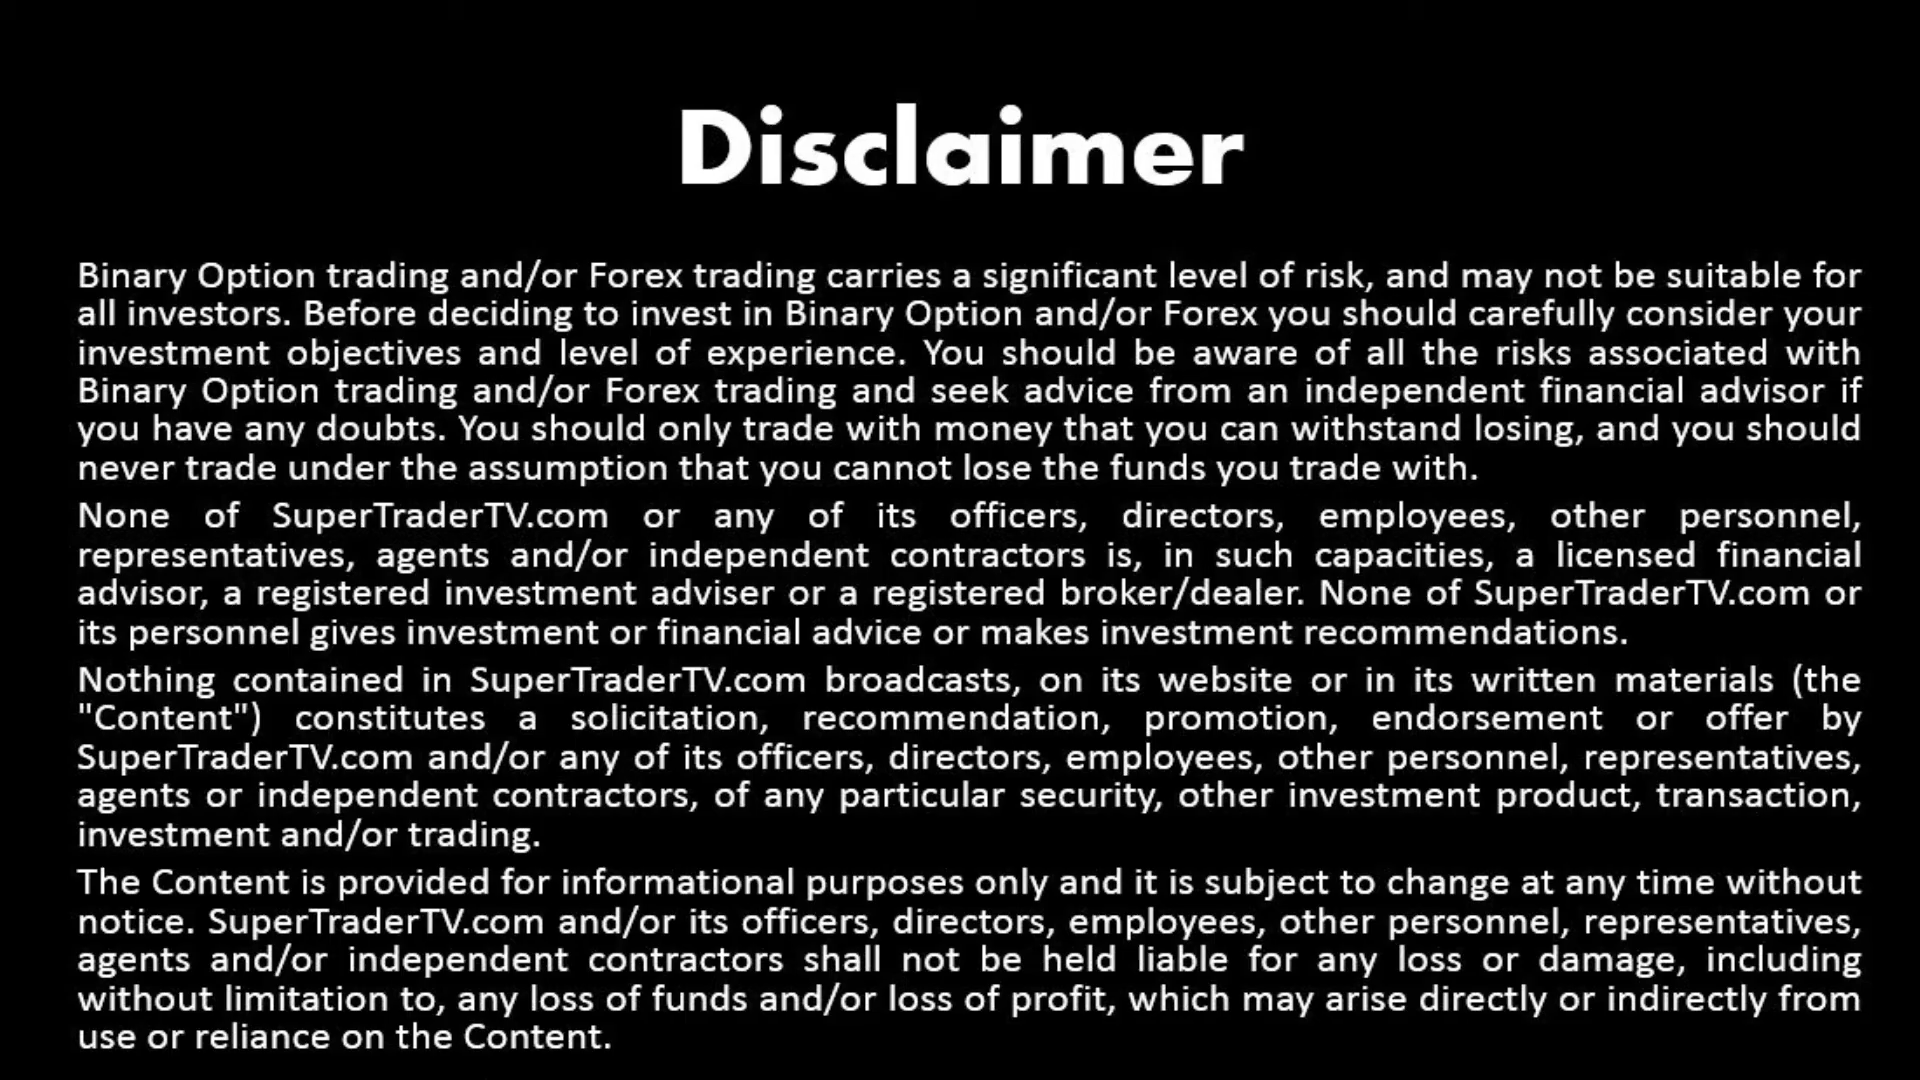 Disclaimer
Binary Option trading and/or Forex trading carries a significant level of risk, and may not be suitable for
all investors. Before deciding to invest in Binary Option and/or Forex you should carefully consider your
investment objectives and level of experience. You should be aware of all the risks associated with
Binary Option trading and/or Forex trading and seek advice from an independent financial advisor if
you have any doubts. You should only trade with money that you can withstand losing, and you should
never trade under the assumption that you cannot lose the funds you trade with.
None of SuperTraderTV.com or any of its officers, directors, employees, other personnel,
representatives, agents and/or independent contractors is, in such capacities, a licensed financial
advisor, a registered investment adviser or a registered broker/dealer. None of SuperTraderTV.com or
its personnel gives investment or financial advice or makes investment recommendations.
Nothing contained in SuperTraderTV.com broadcasts, on its website or in its written materials (the
"Content") constitutes a solicitation, recommendation, promotion, endorsement or offer by
SuperTraderTV.com and/or any of its officers, directors, employees, other personnel, representatives,
agents or independent contractors, of any particular security, other investment product, transaction,
investment and/or trading.
The Content is provided for informational purposes only and it is subject to change at any time without
notice. SuperTraderTV.com and/or its officers, directors, employees, other personnel, representatives,
agents and/or independent contractors shall not be held liable for any loss or damage, including
without limitation to, any loss of funds and/or loss of profit, which may arise directly or indirectly from
use or reliance on the Content.